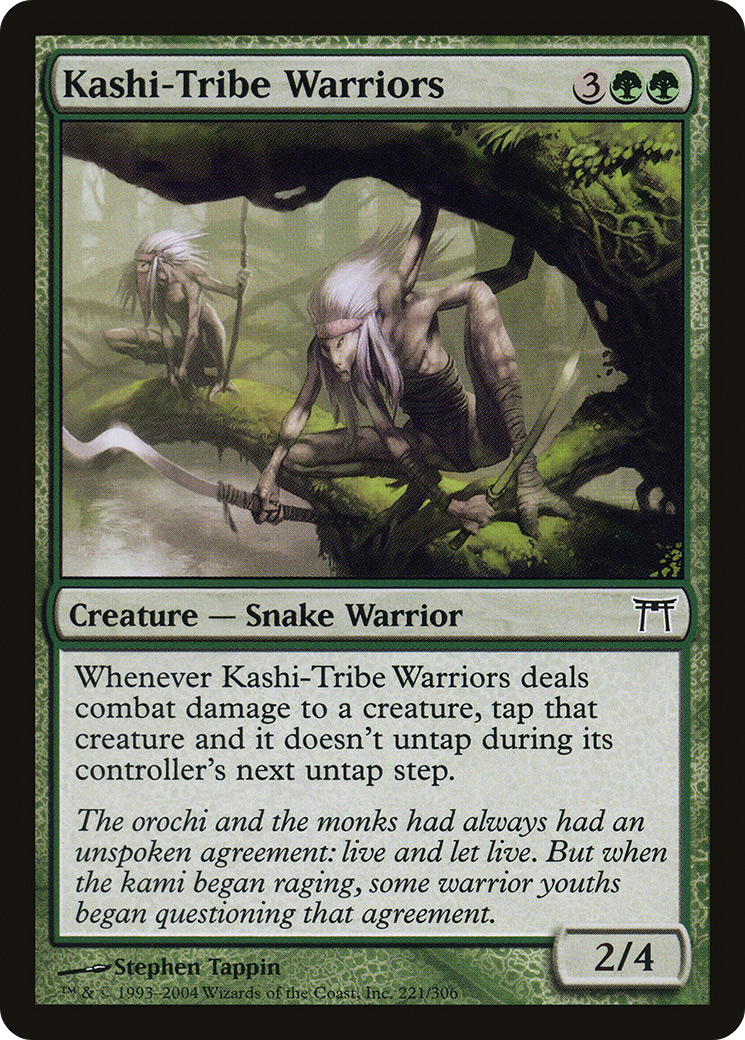 Kashi-Tribe Warriors 3
Creature — Snake Warrior
Whenever Kashi-Tribe Warriors deals
combat damage to a creature, tap that
creature and it doesn't untap during its
controller's next untap step.
The orochi and the monks had always had an
unspoken agreement: live and let live. But when
the kami began raging, some warrior youths
began questioning that agreement.
2/4
Stephen Tappin
™ & © 1993–2004 Wizards of the Coast, Inc. 221/306